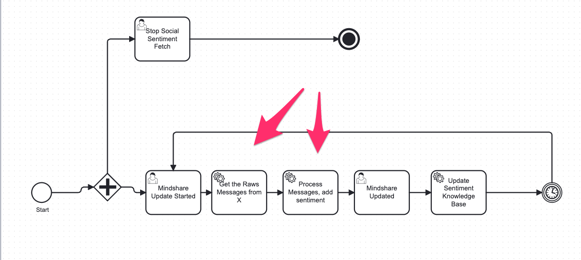 Stop Social
Sentiment
Fetch
Start
Mindshare
Update Started
Get the Raws
Messages from
X
Process
Messages, add
sentiment
Mindshare
Updated
Update
Sentiment
Knowledge
Base